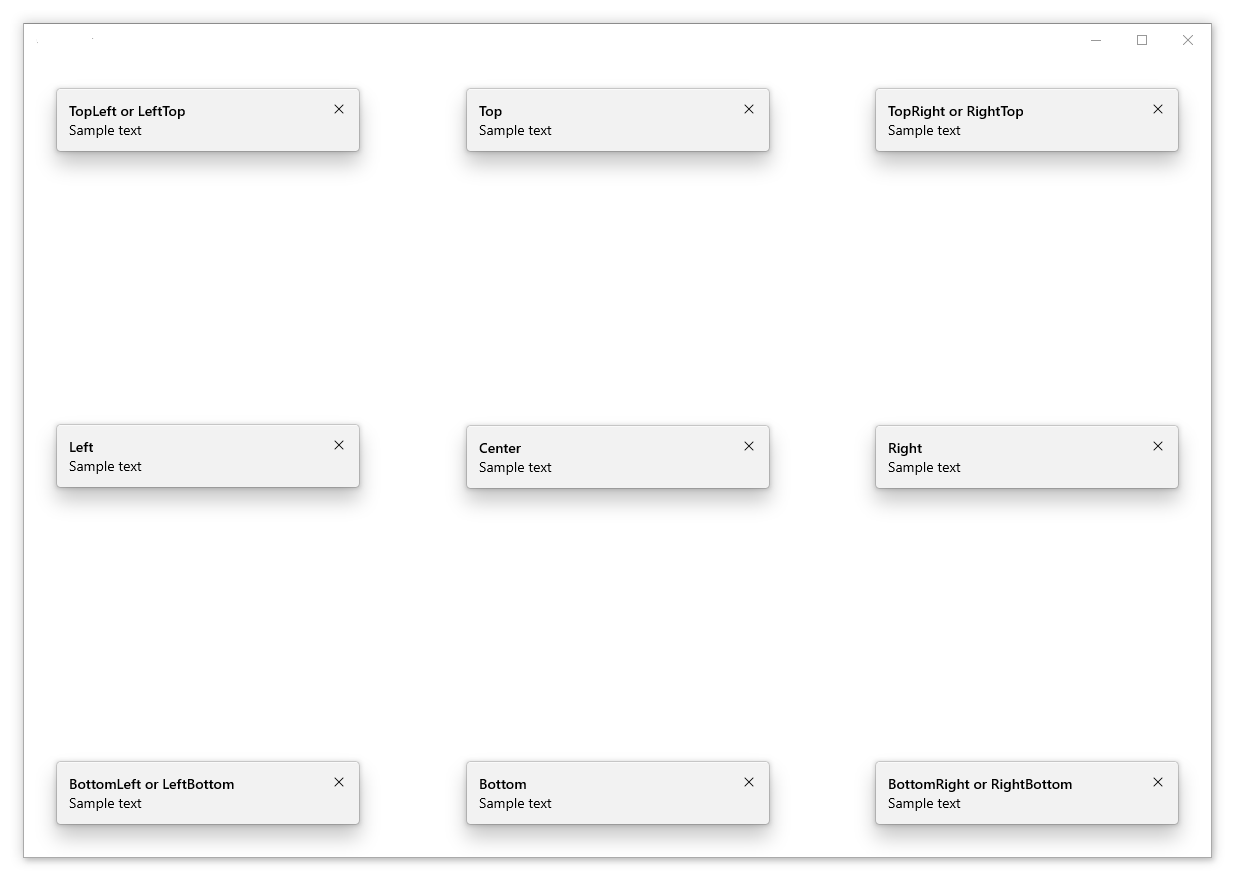 TopLeft or LeftTop
Sample text
Top
Sample text
TopRight or RightTop
Sample text
Left
Sample text
Center
Sample text
Right
Sample text
BottomLeft or LeftBottom
Sample text
Bottom
Sample text
BottomRight or RightBottom
Sample text